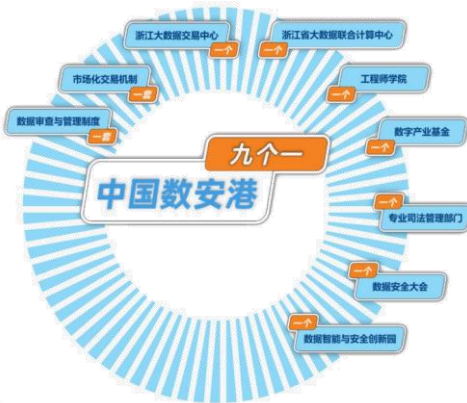 浙江大数据交易中心
一个
浙江省大数据联合计算中心
一个
市场化交易机制
一套
工程师学院
一个
数据审查与管理制度
一套
数字产业基金
一个
九个一
中国数安港
一个
专业司法管理部门
一个
数据安全大会
一个
数据智能与安全创新园